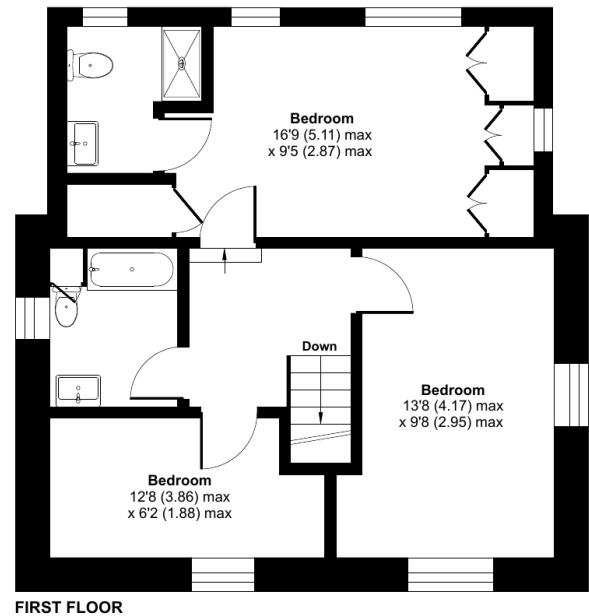 Bedroom
16'9 (5.11) max
x 9'5 (2.87) max
Down
Bedroom
13'8 (4.17) max
x 9'8 (2.95) max
Bedroom
12'8 (3.86) max
x 6'2 (1.88) max
FIRST FLOOR